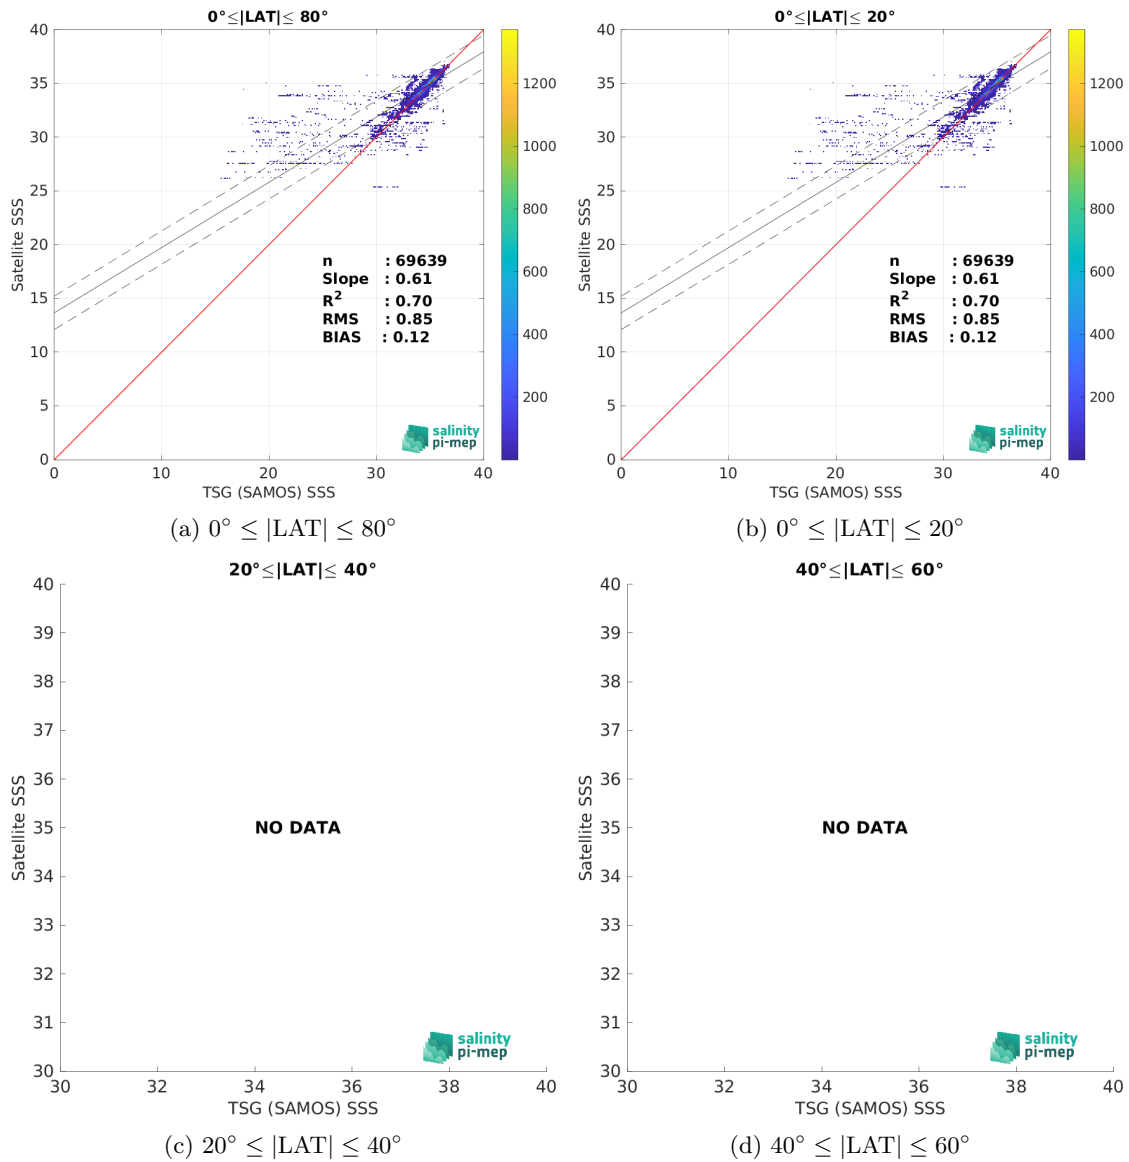 0°≤|LAT|≤ 80°
40
35
30
25
20
15
10
5
0
0
10
20
30
40
Satellite SSS
TSG (SAMOS) SSS
n : 69639
Slope : 0.61
R² : 0.70
RMS : 0.85
BIAS : 0.12
salinity
pi-mep
1200
1000
800
600
400
200
(a) 0° ≤ |LAT| ≤ 80°
0°≤|LAT|≤ 20°
40
35
30
25
20
15
10
5
0
0
10
20
30
40
Satellite SSS
TSG (SAMOS) SSS
n : 69639
Slope : 0.61
R² : 0.70
RMS : 0.85
BIAS : 0.12
salinity
pi-mep
1200
1000
800
600
400
200
(b) 0° ≤ |LAT| ≤ 20°
20°≤|LAT|≤ 40°
40
39
38
37
36
35
34
33
32
31
30
30
32
34
36
38
40
Satellite SSS
NO DATA
salinity
pi-mep
TSG (SAMOS) SSS
(c) 20° ≤ |LAT| ≤ 40°
40°≤|LAT|≤ 60°
40
39
38
37
36
35
34
33
32
31
30
30
32
34
36
38
40
Satellite SSS
NO DATA
salinity
pi-mep
TSG (SAMOS) SSS
(d) 40° ≤ |LAT| ≤ 60°